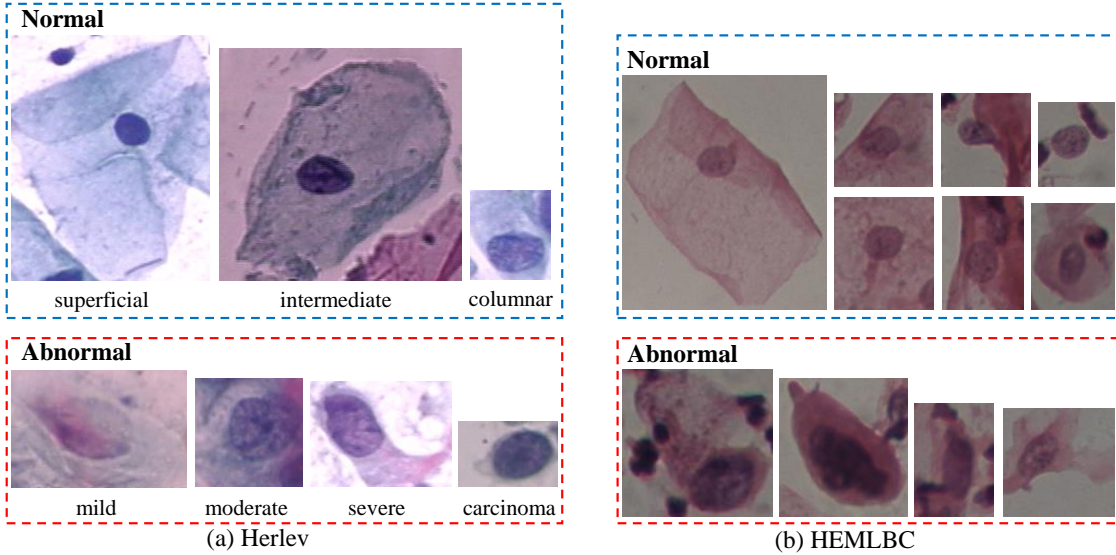 Normal
superficial
intermediate
columnar
Abnormal
mild
moderate
severe
carcinoma
(a) Herlev
Normal
Abnormal
(b) HEMLBC